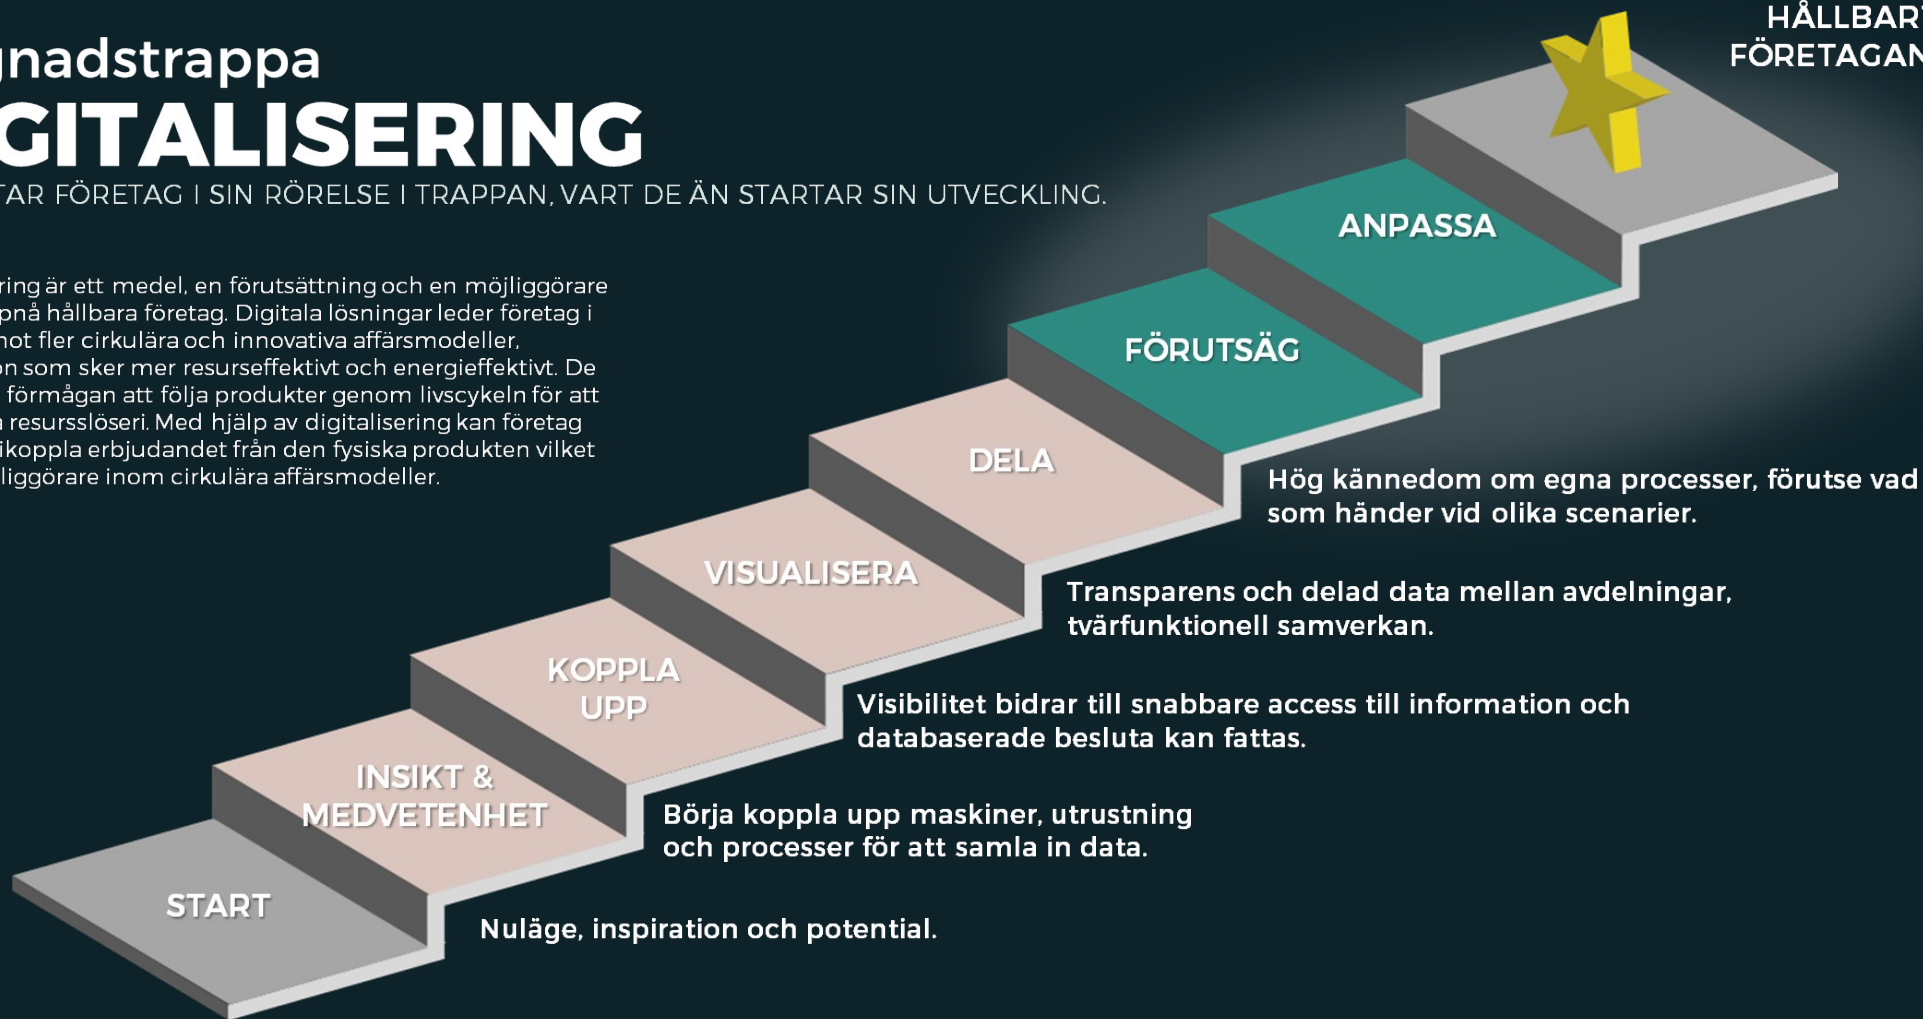 gnadstrappa
GITALISERING
TAR FÖRETAG I SIN RÖRELSE I TRAPPAN, VART DE ÄN STARTAR SIN UTVECKLING.
ring är ett medel, en förutsättning och en möjliggörare
pnå hållbara företag. Digitala lösningar leder företag i
not fler cirkulära och innovativa affärsmodeller,
on som sker mer resurseffektivt och energieffektivt. De
förmågan att följa produkter genom livscykeln för att
a resursslöseri. Med hjälp av digitalisering kan företag
ikoppla erbjudandet från den fysiska produkten vilket
liggörare inom cirkulära affärsmodeller.
HÅLLBART
FÖRETAGAN
ANPASSA
FÖRUTSÄG
Hög kännedom om egna processer, förutse vad
som händer vid olika scenarier.
DELA
Transparens och delad data mellan avdelningar,
tvärfunktionell samverkan.
VISUALISERA
Visibilitet bidrar till snabbare access till information och
databaserade besluta kan fattas.
KOPPLA
UPP
Börja koppla upp maskiner, utrustning
och processer för att samla in data.
INSIKT &
MEDVETENHET
Nuläge, inspiration och potential.
START